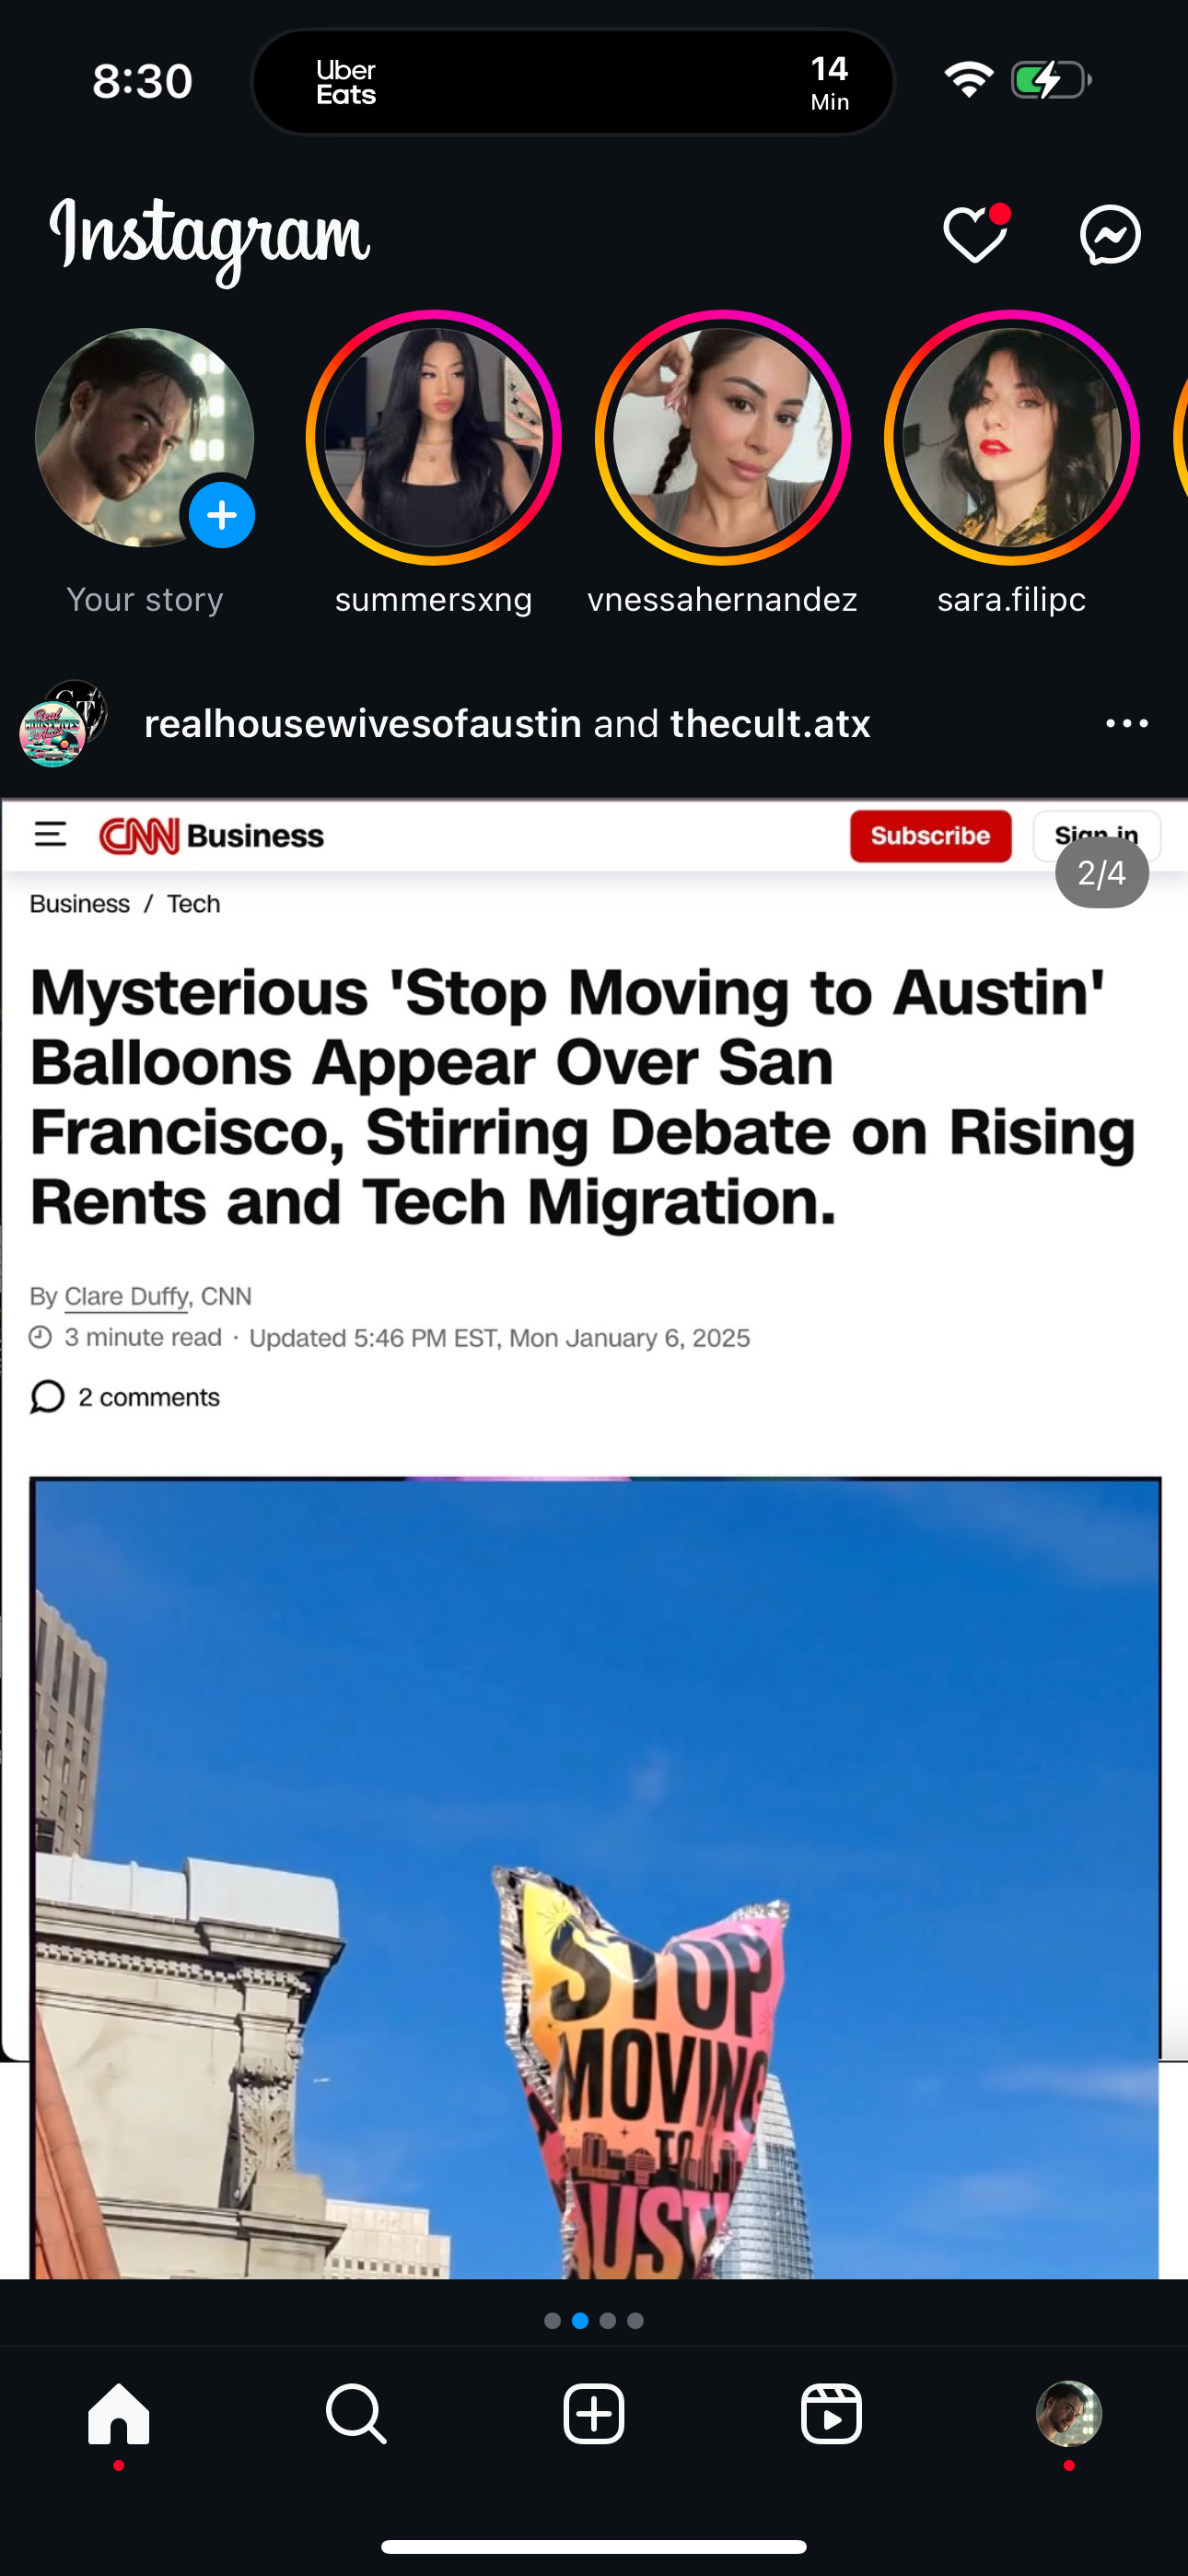 8:30
Uber
Eats
14
Min
Instagram
Your story
summersxng
vnessahernandez
sara.filipc
realhousewivesofaustin and thecult.atx
CNN Business
Subscribe
Sign in
2/4
Business / Tech
Mysterious 'Stop Moving to Austin'
Balloons Appear Over San
Francisco, Stirring Debate on Rising
Rents and Tech Migration.
By Clare Duffy, CNN
3 minute read · Updated 5:46 PM EST, Mon January 6, 2025
2 comments
STOP
MOVING
TO
AUSTI